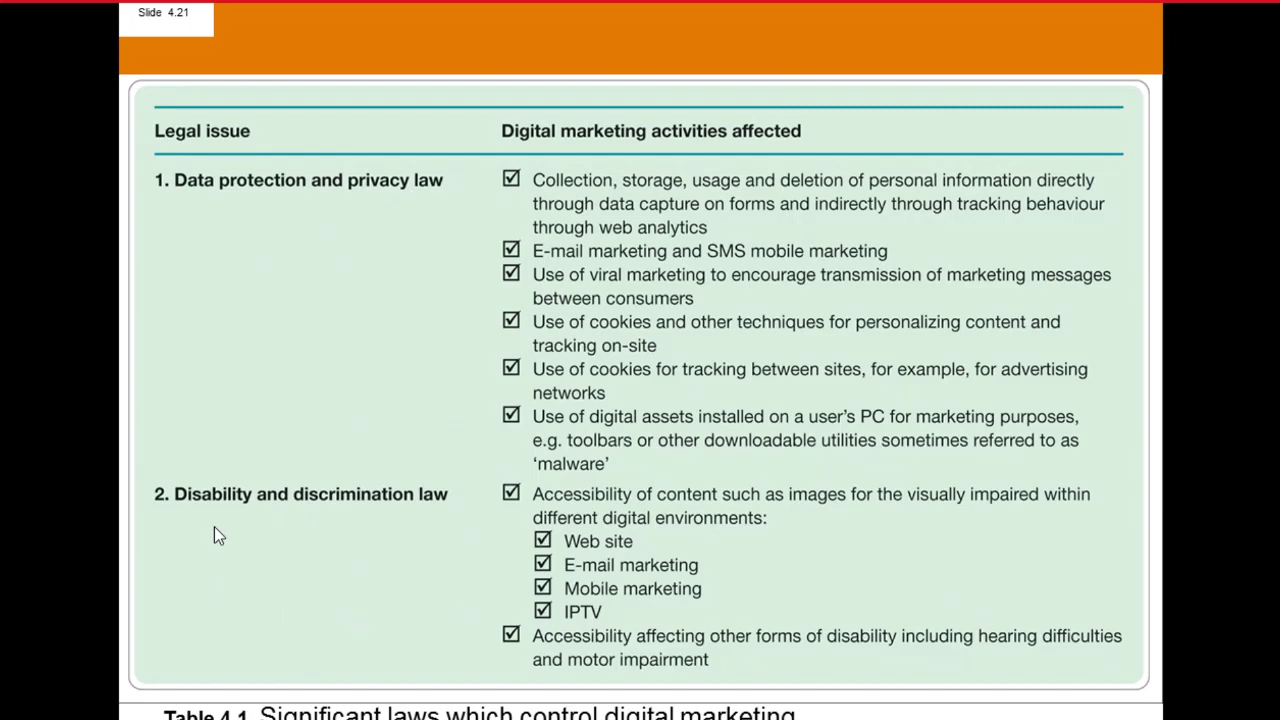 Slide 4.21
Legal issue
Digital marketing activities affected
1. Data protection and privacy law
Collection, storage, usage and deletion of personal information directly
through data capture on forms and indirectly through tracking behaviour
through web analytics
E-mail marketing and SMS mobile marketing
Use of viral marketing to encourage transmission of marketing messages
between consumers
Use of cookies and other techniques for personalizing content and
tracking on-site
Use of cookies for tracking between sites, for example, for advertising
networks
Use of digital assets installed on a user's PC for marketing purposes,
e.g. toolbars or other downloadable utilities sometimes referred to as
‘malware’
2. Disability and discrimination law
Accessibility of content such as images for the visually impaired within
different digital environments:
Web site
E-mail marketing
Mobile marketing
IPTV
Accessibility affecting other forms of disability including hearing difficulties
and motor impairment
Table 4.1 Significant laws which control digital marketing